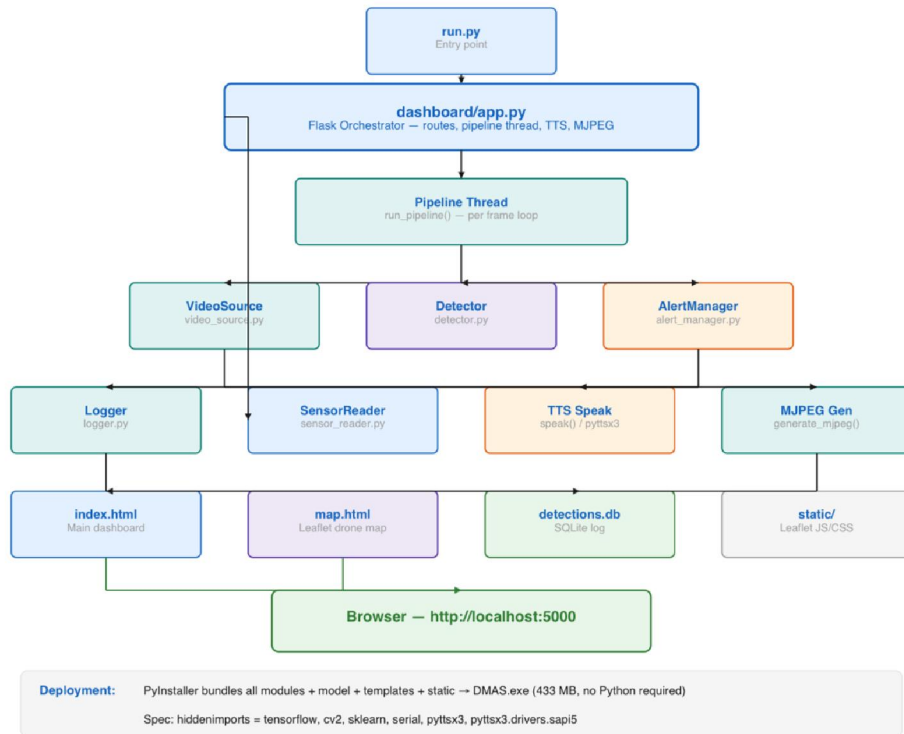 run.py
Entry point
dashboard/app.py
Flask Orchestrator — routes, pipeline thread, TTS, MJPEG
Pipeline Thread
run_pipeline() — per frame loop
VideoSource
video_source.py
Detector
detector.py
AlertManager
alert_manager.py
Logger
logger.py
SensorReader
sensor_reader.py
TTS Speak
speak() / pyttsx3
MJPEG Gen
generate_mjpeg()
index.html
Main dashboard
map.html
Leaflet drone map
detections.db
SQLite log
static/
Leaflet JS/CSS
Browser — http://localhost:5000
Deployment: PyInstaller bundles all modules + model + templates + static → DMAS.exe (433 MB, no Python required)
Spec: hiddenimports = tensorflow, cv2, sklearn, serial, pyttsx3, pyttsx3.drivers.sapi5